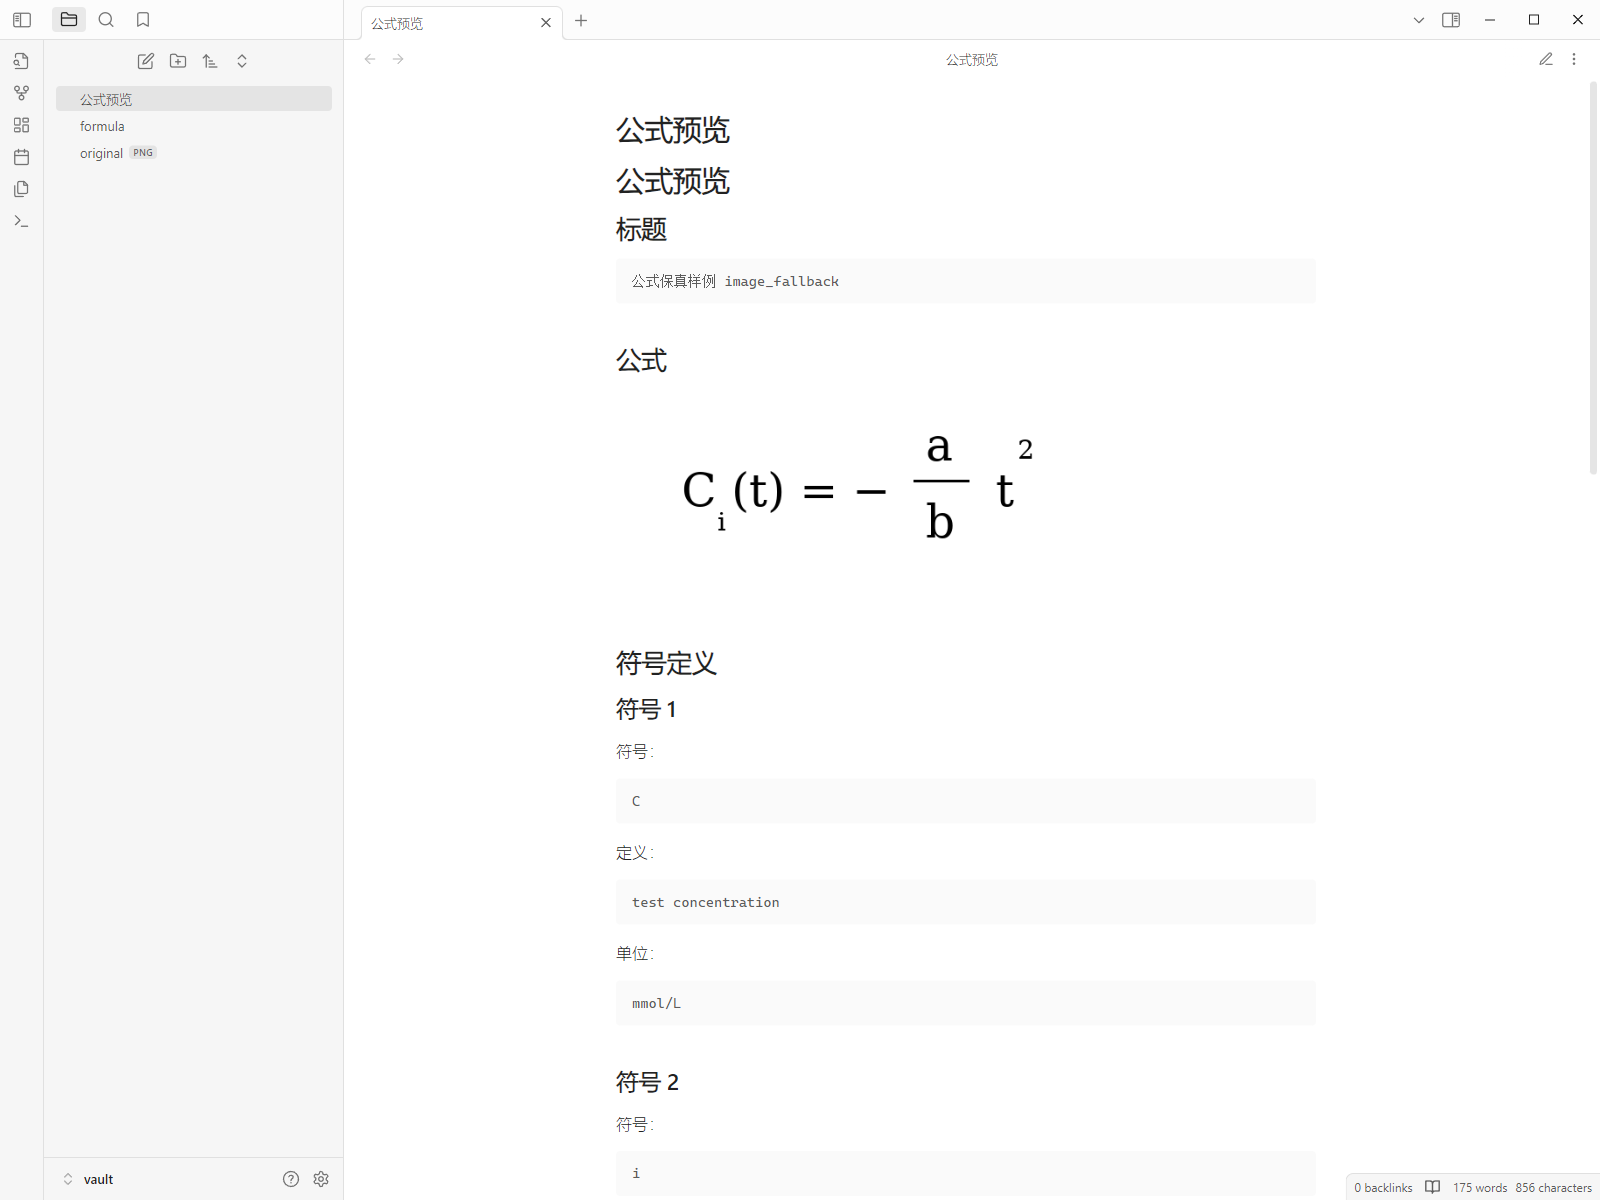 公式预览
公式预览
公式预览
formula
original PNG
公式预览
公式预览
标题
公式保真样例 image_fallback
公式
C_i(t) = − a/b t^2
符号定义
符号 1
符号：
C
定义：
test concentration
单位：
mmol/L
符号 2
符号：
i
vault
0 backlinks 175 words 856 characters